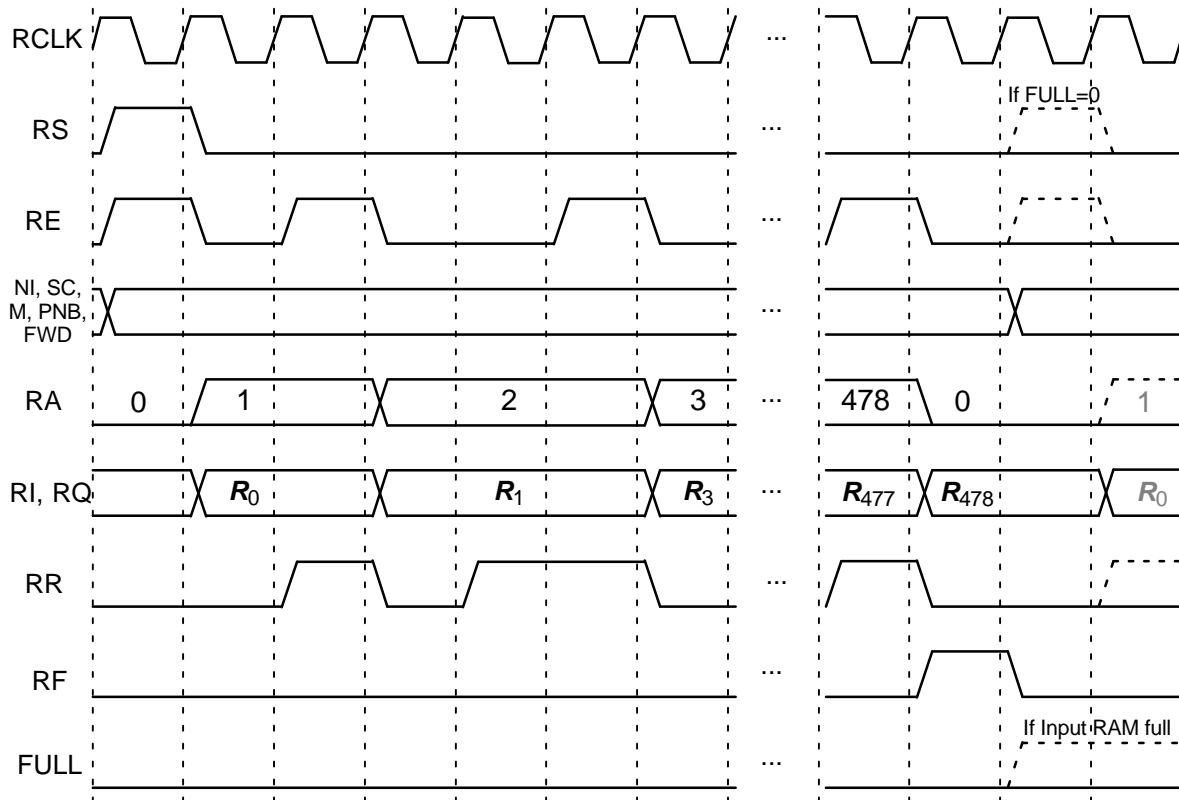 RCLK ...
If FULL=0
RS ...
RE ...
NI, SC,
M, PNB,
FWD
...
RA 0 1 2 3 ... 478 0 1
RI, RQ R0 R1 R3 ... R477 R478 R0
RR ...
RF ...
If Input RAM full
FULL ...